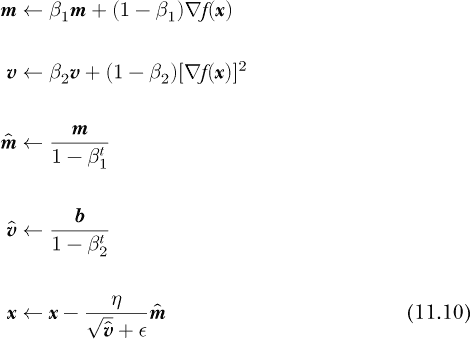 m ← β₁m + (1 − β₁)∇f(x)
v ← β₂v + (1 − β₂)[∇f(x)]²
m̂ ← m / (1 − β₁ᵗ)
v̂ ← b / (1 − β₂ᵗ)
x ← x − η / (√v̂ + ϵ) m̂ (11.10)